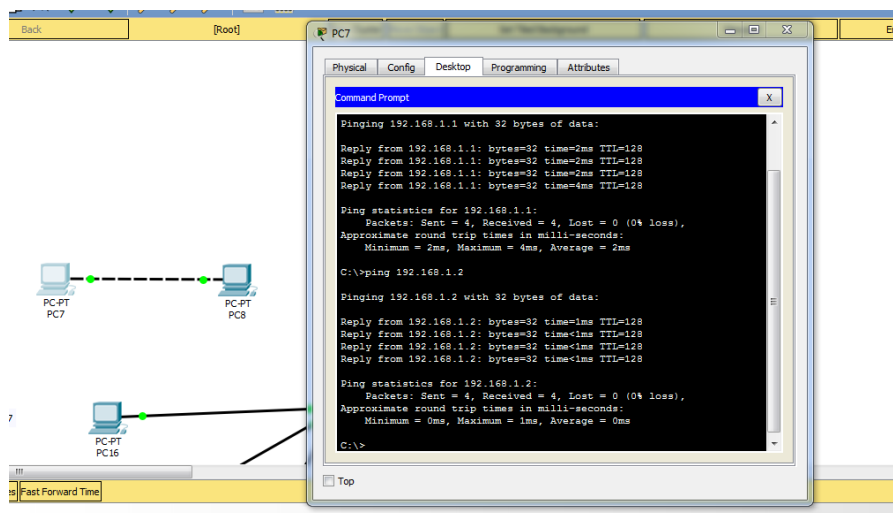 Back
[Root]
PC7
Physical Config Desktop Programming Attributes
Command Prompt
X
Pinging 192.168.1.1 with 32 bytes of data:
Reply from 192.168.1.1: bytes=32 time=2ms TTL=128
Reply from 192.168.1.1: bytes=32 time=2ms TTL=128
Reply from 192.168.1.1: bytes=32 time=2ms TTL=128
Reply from 192.168.1.1: bytes=32 time=4ms TTL=128
Ping statistics for 192.168.1.1:
Packets: Sent = 4, Received = 4, Lost = 0 (0% loss),
Approximate round trip times in milli-seconds:
Minimum = 2ms, Maximum = 4ms, Average = 2ms
C:\>ping 192.168.1.2
Pinging 192.168.1.2 with 32 bytes of data:
Reply from 192.168.1.2: bytes=32 time=1ms TTL=128
Reply from 192.168.1.2: bytes=32 time<1ms TTL=128
Reply from 192.168.1.2: bytes=32 time<1ms TTL=128
Reply from 192.168.1.2: bytes=32 time<1ms TTL=128
Ping statistics for 192.168.1.2:
Packets: Sent = 4, Received = 4, Lost = 0 (0% loss),
Approximate round trip times in milli-seconds:
Minimum = 0ms, Maximum = 1ms, Average = 0ms
C:\>
Top
PC-PT
PC7
PC-PT
PC8
7
PC-PT
PC16
Fast Forward Time